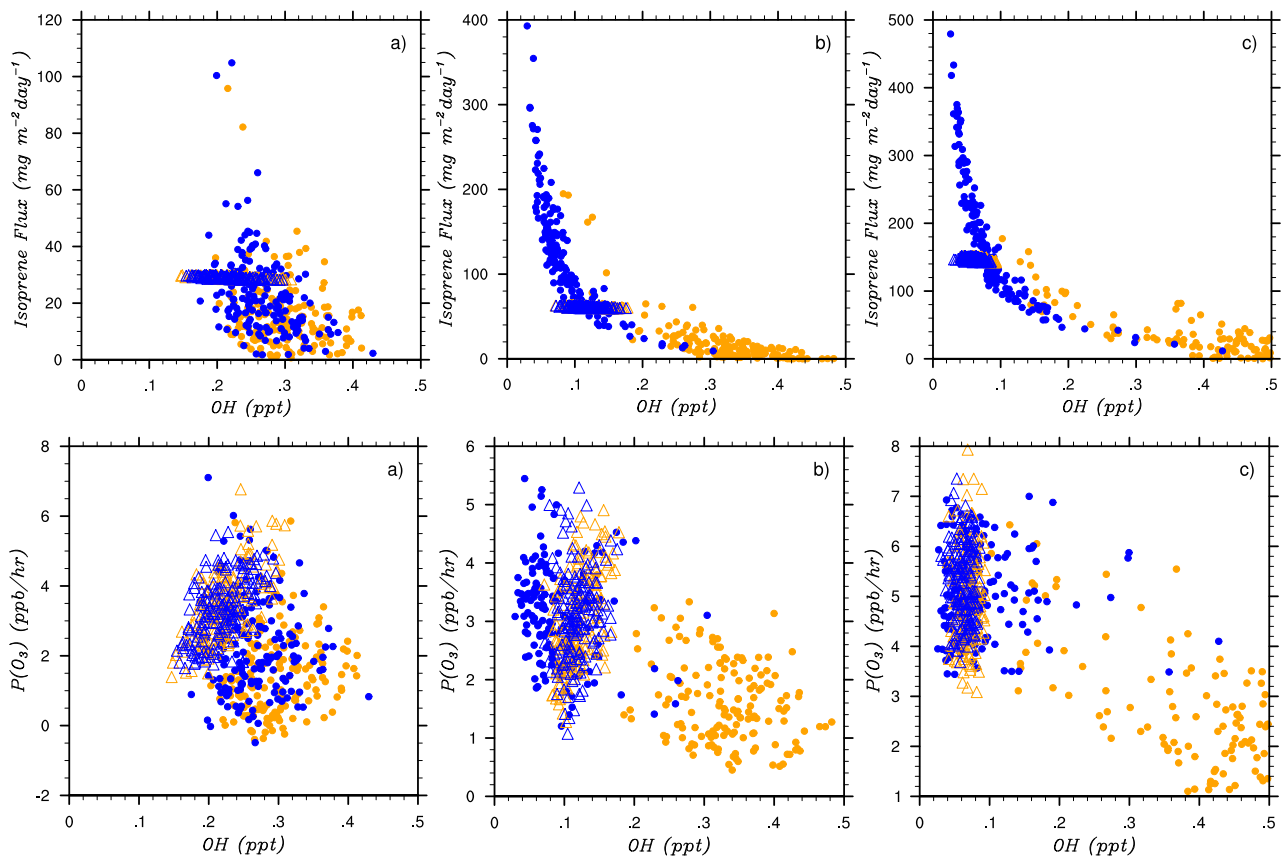 a)
120
100
80
60
40
20
0
Isoprene Flux (mg m⁻²day⁻¹)
0 .1 .2 .3 .4 .5
OH (ppt)
b)
400
300
200
100
0
Isoprene Flux (mg m⁻²day⁻¹)
0 .1 .2 .3 .4 .5
OH (ppt)
c)
500
400
300
200
100
0
Isoprene Flux (mg m⁻²day⁻¹)
0 .1 .2 .3 .4 .5
OH (ppt)
a)
8
6
4
2
0
-2
P(O₃) (ppb/hr)
0 .1 .2 .3 .4 .5
OH (ppt)
b)
6
5
4
3
2
1
0
P(O₃) (ppb/hr)
0 .1 .2 .3 .4 .5
OH (ppt)
c)
8
7
6
5
4
3
2
1
P(O₃) (ppb/hr)
0 .1 .2 .3 .4 .5
OH (ppt)